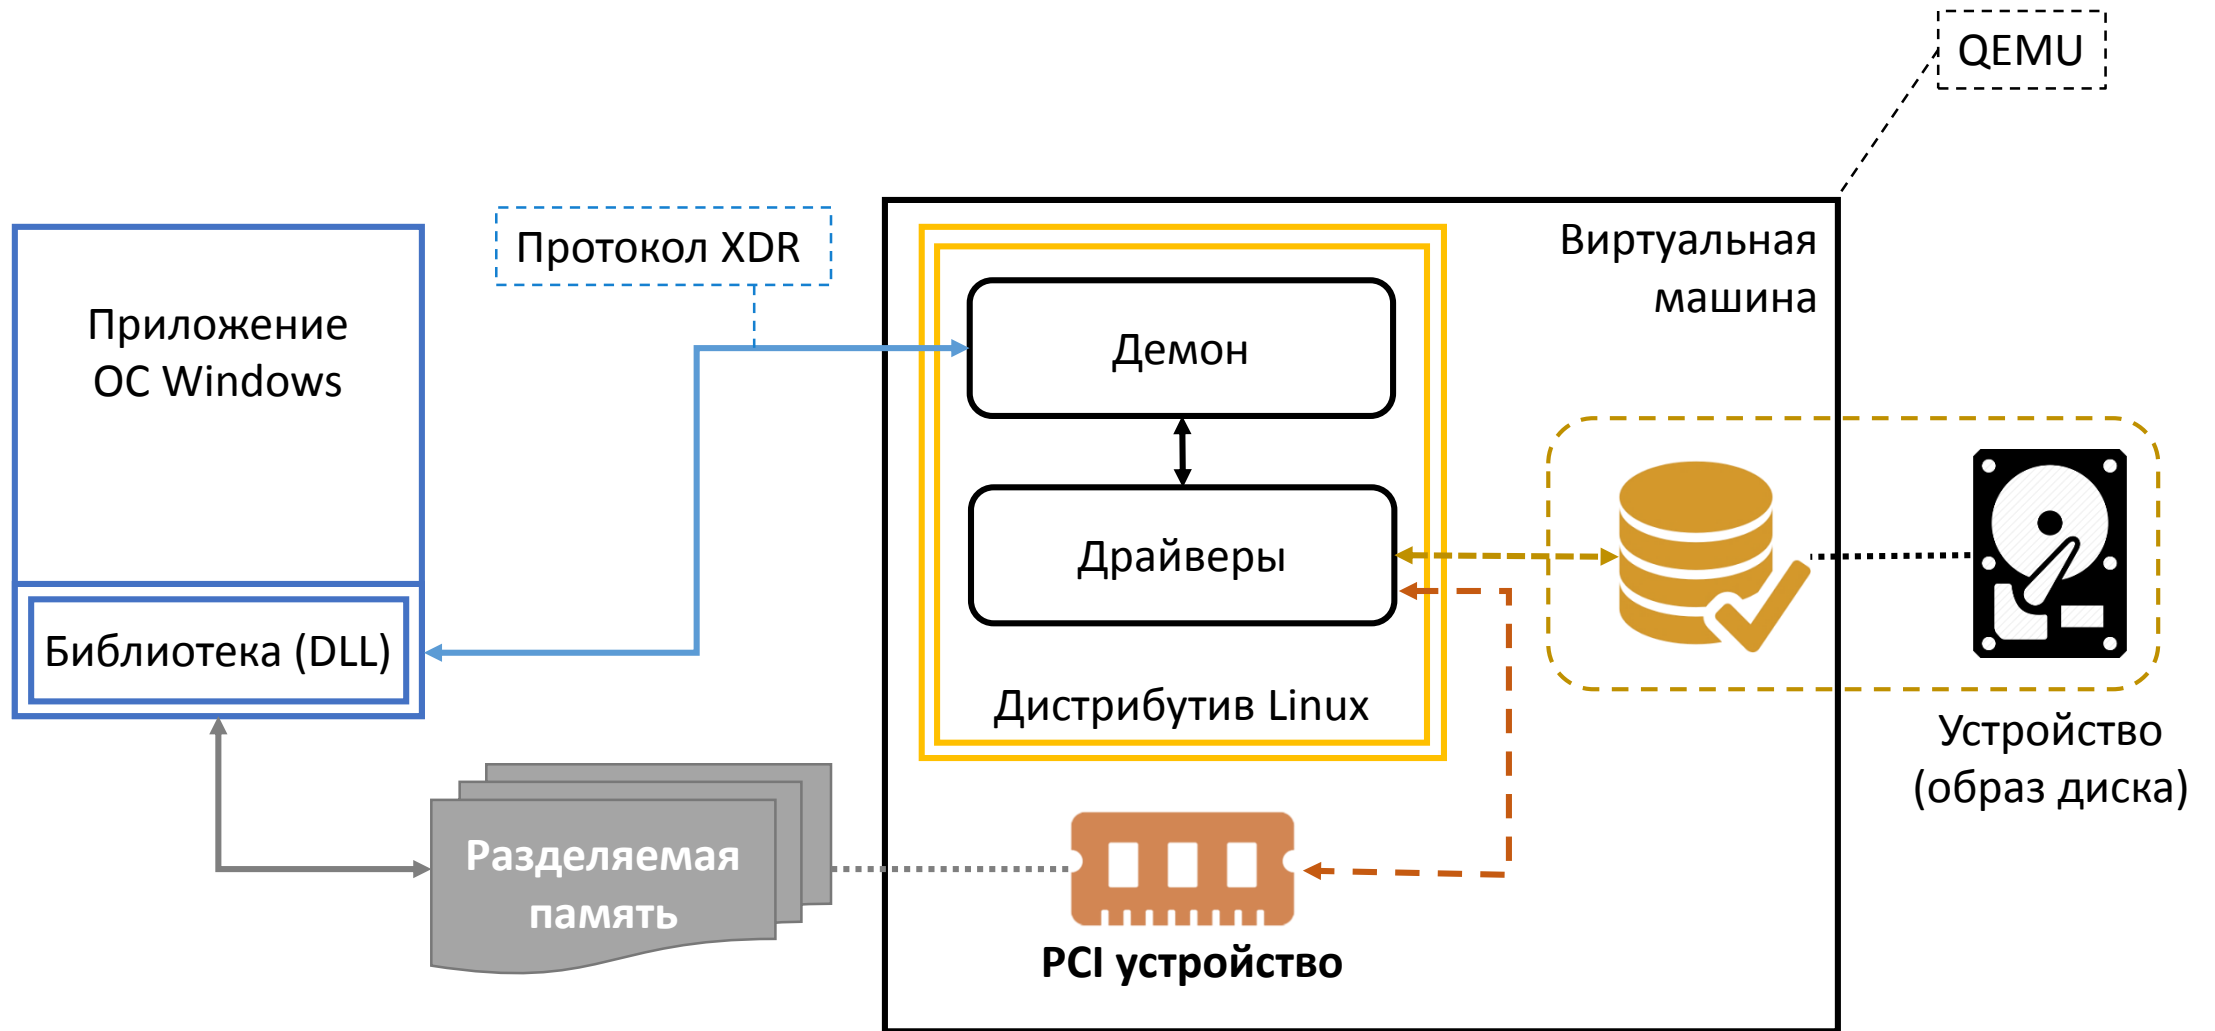 QEMU
Протокол XDR
Виртуальная
машина
Приложение
ОС Windows
Демон
Драйверы
Библиотека (DLL)
Дистрибутив Linux
Устройство
(образ диска)
Разделяемая
память
PCI устройство